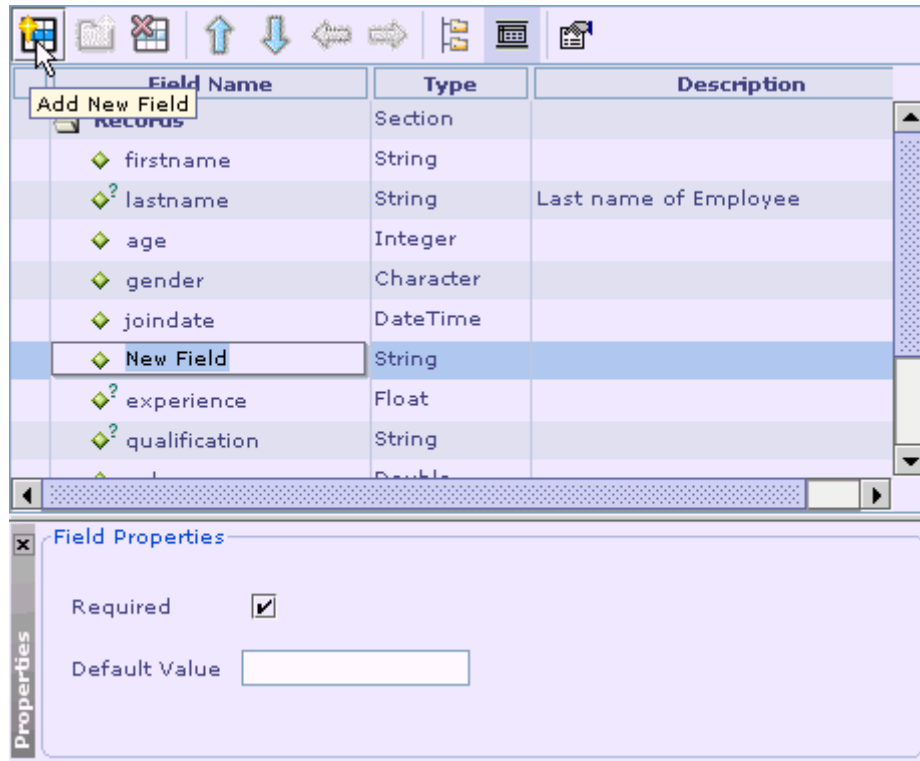 Field Name Type Description
Add New Field
Records Section
firstname String
? lastname String Last name of Employee
age Integer
gender Character
joindate DateTime
New Field String
? experience Float
? qualification String
Double
Field Properties
Required
Default Value
Properties